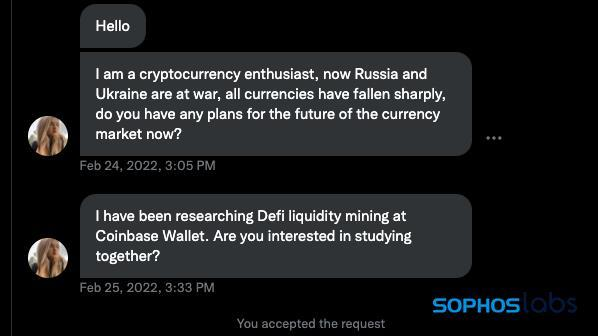 Hello
I am a cryptocurrency enthusiast, now Russia and
Ukraine are at war, all currencies have fallen sharply,
do you have any plans for the future of the currency
market now?
Feb 24, 2022, 3:05 PM
I have been researching Defi liquidity mining at
Coinbase Wallet. Are you interested in studying
together?
Feb 25, 2022, 3:33 PM
SOPHOSlabs
You accepted the request